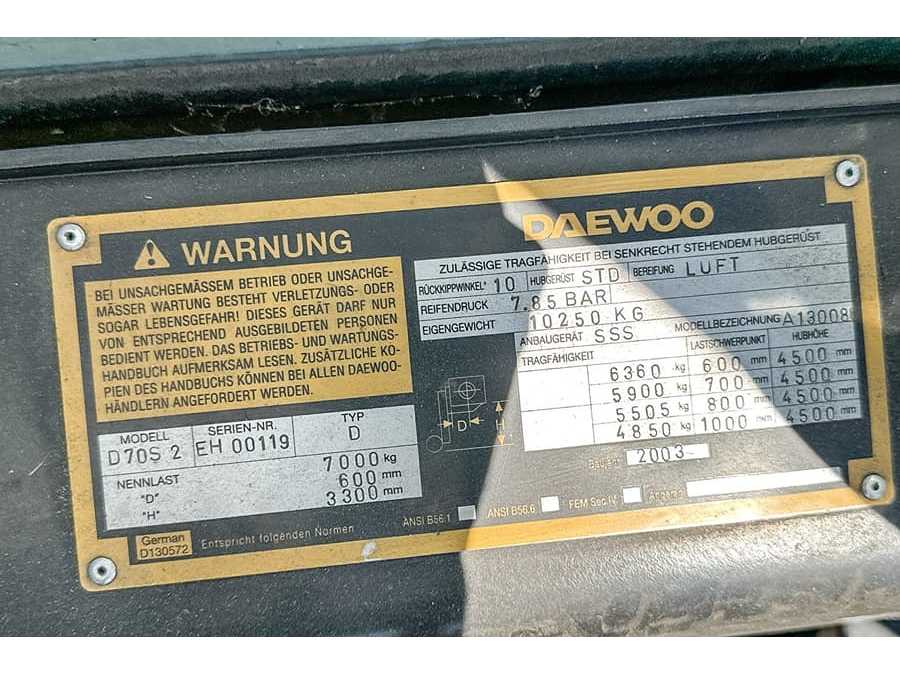 WARNUNG
BEI UNSACHGEMÄSSEM BETRIEB ODER UNSACHGE-
MÄSSER WARTUNG BESTEHT VERLETZUNGS- ODER
SOGAR LEBENSGEFAHR! DIESES GERÄT DARF NUR
VON ENTSPRECHEND AUSGEBILDETEN PERSONEN
BEDIENT WERDEN. DAS BETRIEBS- UND WARTUNGS-
HANDBUCH AUFMERKSAM LESEN. ZUSÄTZLICHE KO-
PIEN DES HANDBUCHS KÖNNEN BEI ALLEN DAEWOO-
HÄNDLERN ANGEFORDERT WERDEN.
MODELL SERIEN-NR. TYP
D70S 2 EH 00119 D
NENNLAST 7000 kg
"D" 600 mm
"H" 3300 mm
German
D130572
Entspricht folgenden Normen
ANSI B56.1 ANSI B56.6 FEM Sec.IV Andere
DAEWOO
ZULÄSSIGE TRAGFÄHIGKEIT BEI SENKRECHT STEHENDEM HUBGERÜST
RÜCKKIPPWINKEL° 10 HUBGERÜST STD BEREIFUNG LUFT
REIFENDRUCK 7.85 BAR
EIGENGEWICHT 10250 KG
ANBAUGERÄT SSS MODELLBEZEICHNUNG A13008
TRAGFÄHIGKEIT LASTSCHWERPUNKT HUBHÖHE
6360 kg 600 mm 4500 mm
5900 kg 700 mm 4500 mm
5505 kg 800 mm 4500 mm
4850 kg 1000 mm 4500 mm
D H
Baujahr 2003